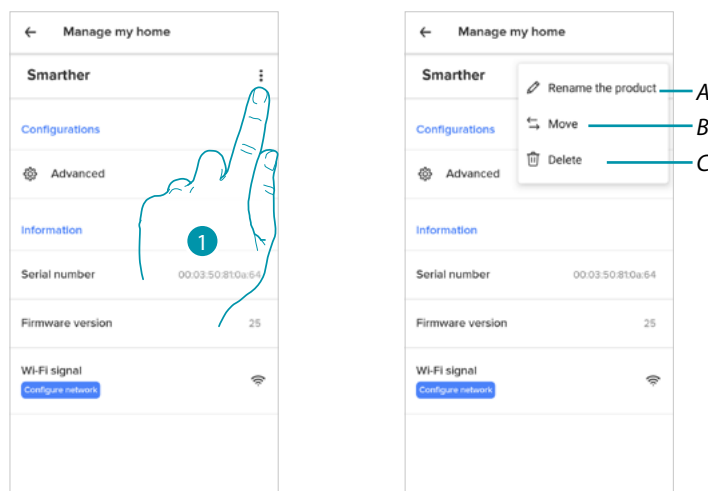 Manage my home
Smarther
Configurations
Advanced
Information
1
Serial number 00:03:50:81:0a:64
Firmware version 25
Wi-Fi signal
Configure network
Manage my home
Smarther
Rename the product A
Configurations
Move B
Delete C
Advanced
Information
Serial number 00:03:50:81:0a:64
Firmware version 25
Wi-Fi signal
Configure network